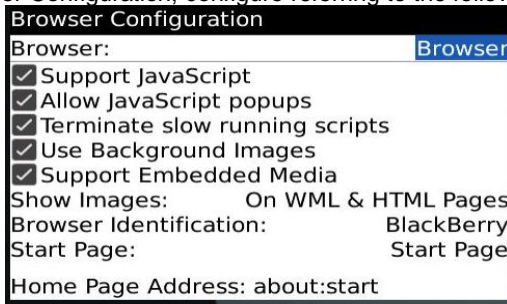 Browser Configuration
Browser: Browser
Support JavaScript
Allow JavaScript popups
Terminate slow running scripts
Use Background Images
Support Embedded Media
Show Images: On WML & HTML Pages
Browser Identification: BlackBerry
Start Page: Start Page
Home Page Address: about:start